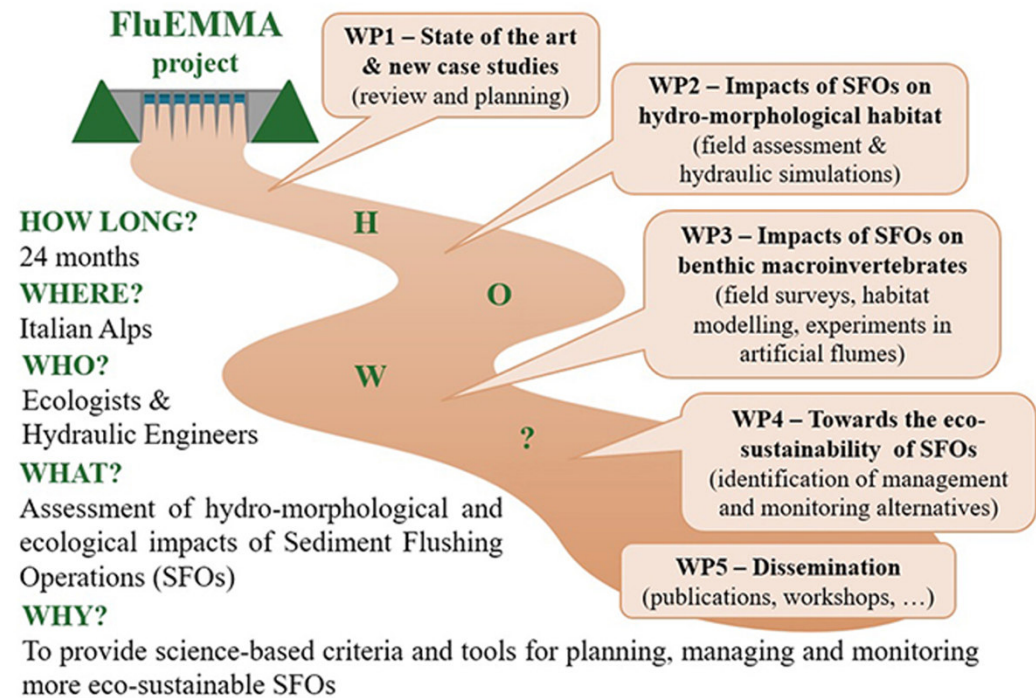 FluEMMA
project
WP1 – State of the art
& new case studies
(review and planning)
WP2 – Impacts of SFOs on
hydro-morphological habitat
(field assessment &
hydraulic simulations)
WP3 – Impacts of SFOs on
benthic macroinvertebrates
(field surveys, habitat
modelling, experiments in
artificial flumes)
WP4 – Towards the eco-
sustainability of SFOs
(identification of management
and monitoring alternatives)
WP5 – Dissemination
(publications, workshops, …)
H
O
W
?
HOW LONG?
24 months
WHERE?
Italian Alps
WHO?
Ecologists &
Hydraulic Engineers
WHAT?
Assessment of hydro-morphological and
ecological impacts of Sediment Flushing
Operations (SFOs)
WHY?
To provide science-based criteria and tools for planning, managing and monitoring
more eco-sustainable SFOs